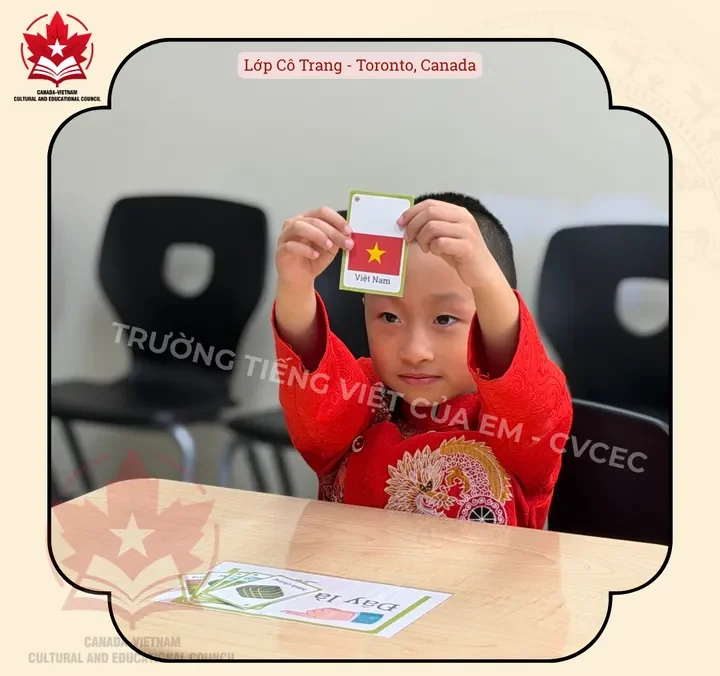 CANADA-VIETNAM
CULTURAL AND EDUCATIONAL COUNCIL
Lớp Cô Trang - Toronto, Canada
Việt Nam
TRƯỜNG TIẾNG VIỆT CỦA EM - CVCEC
Đây là
CANADA-VIETNAM
CULTURAL AND EDUCATIONAL COUNCIL